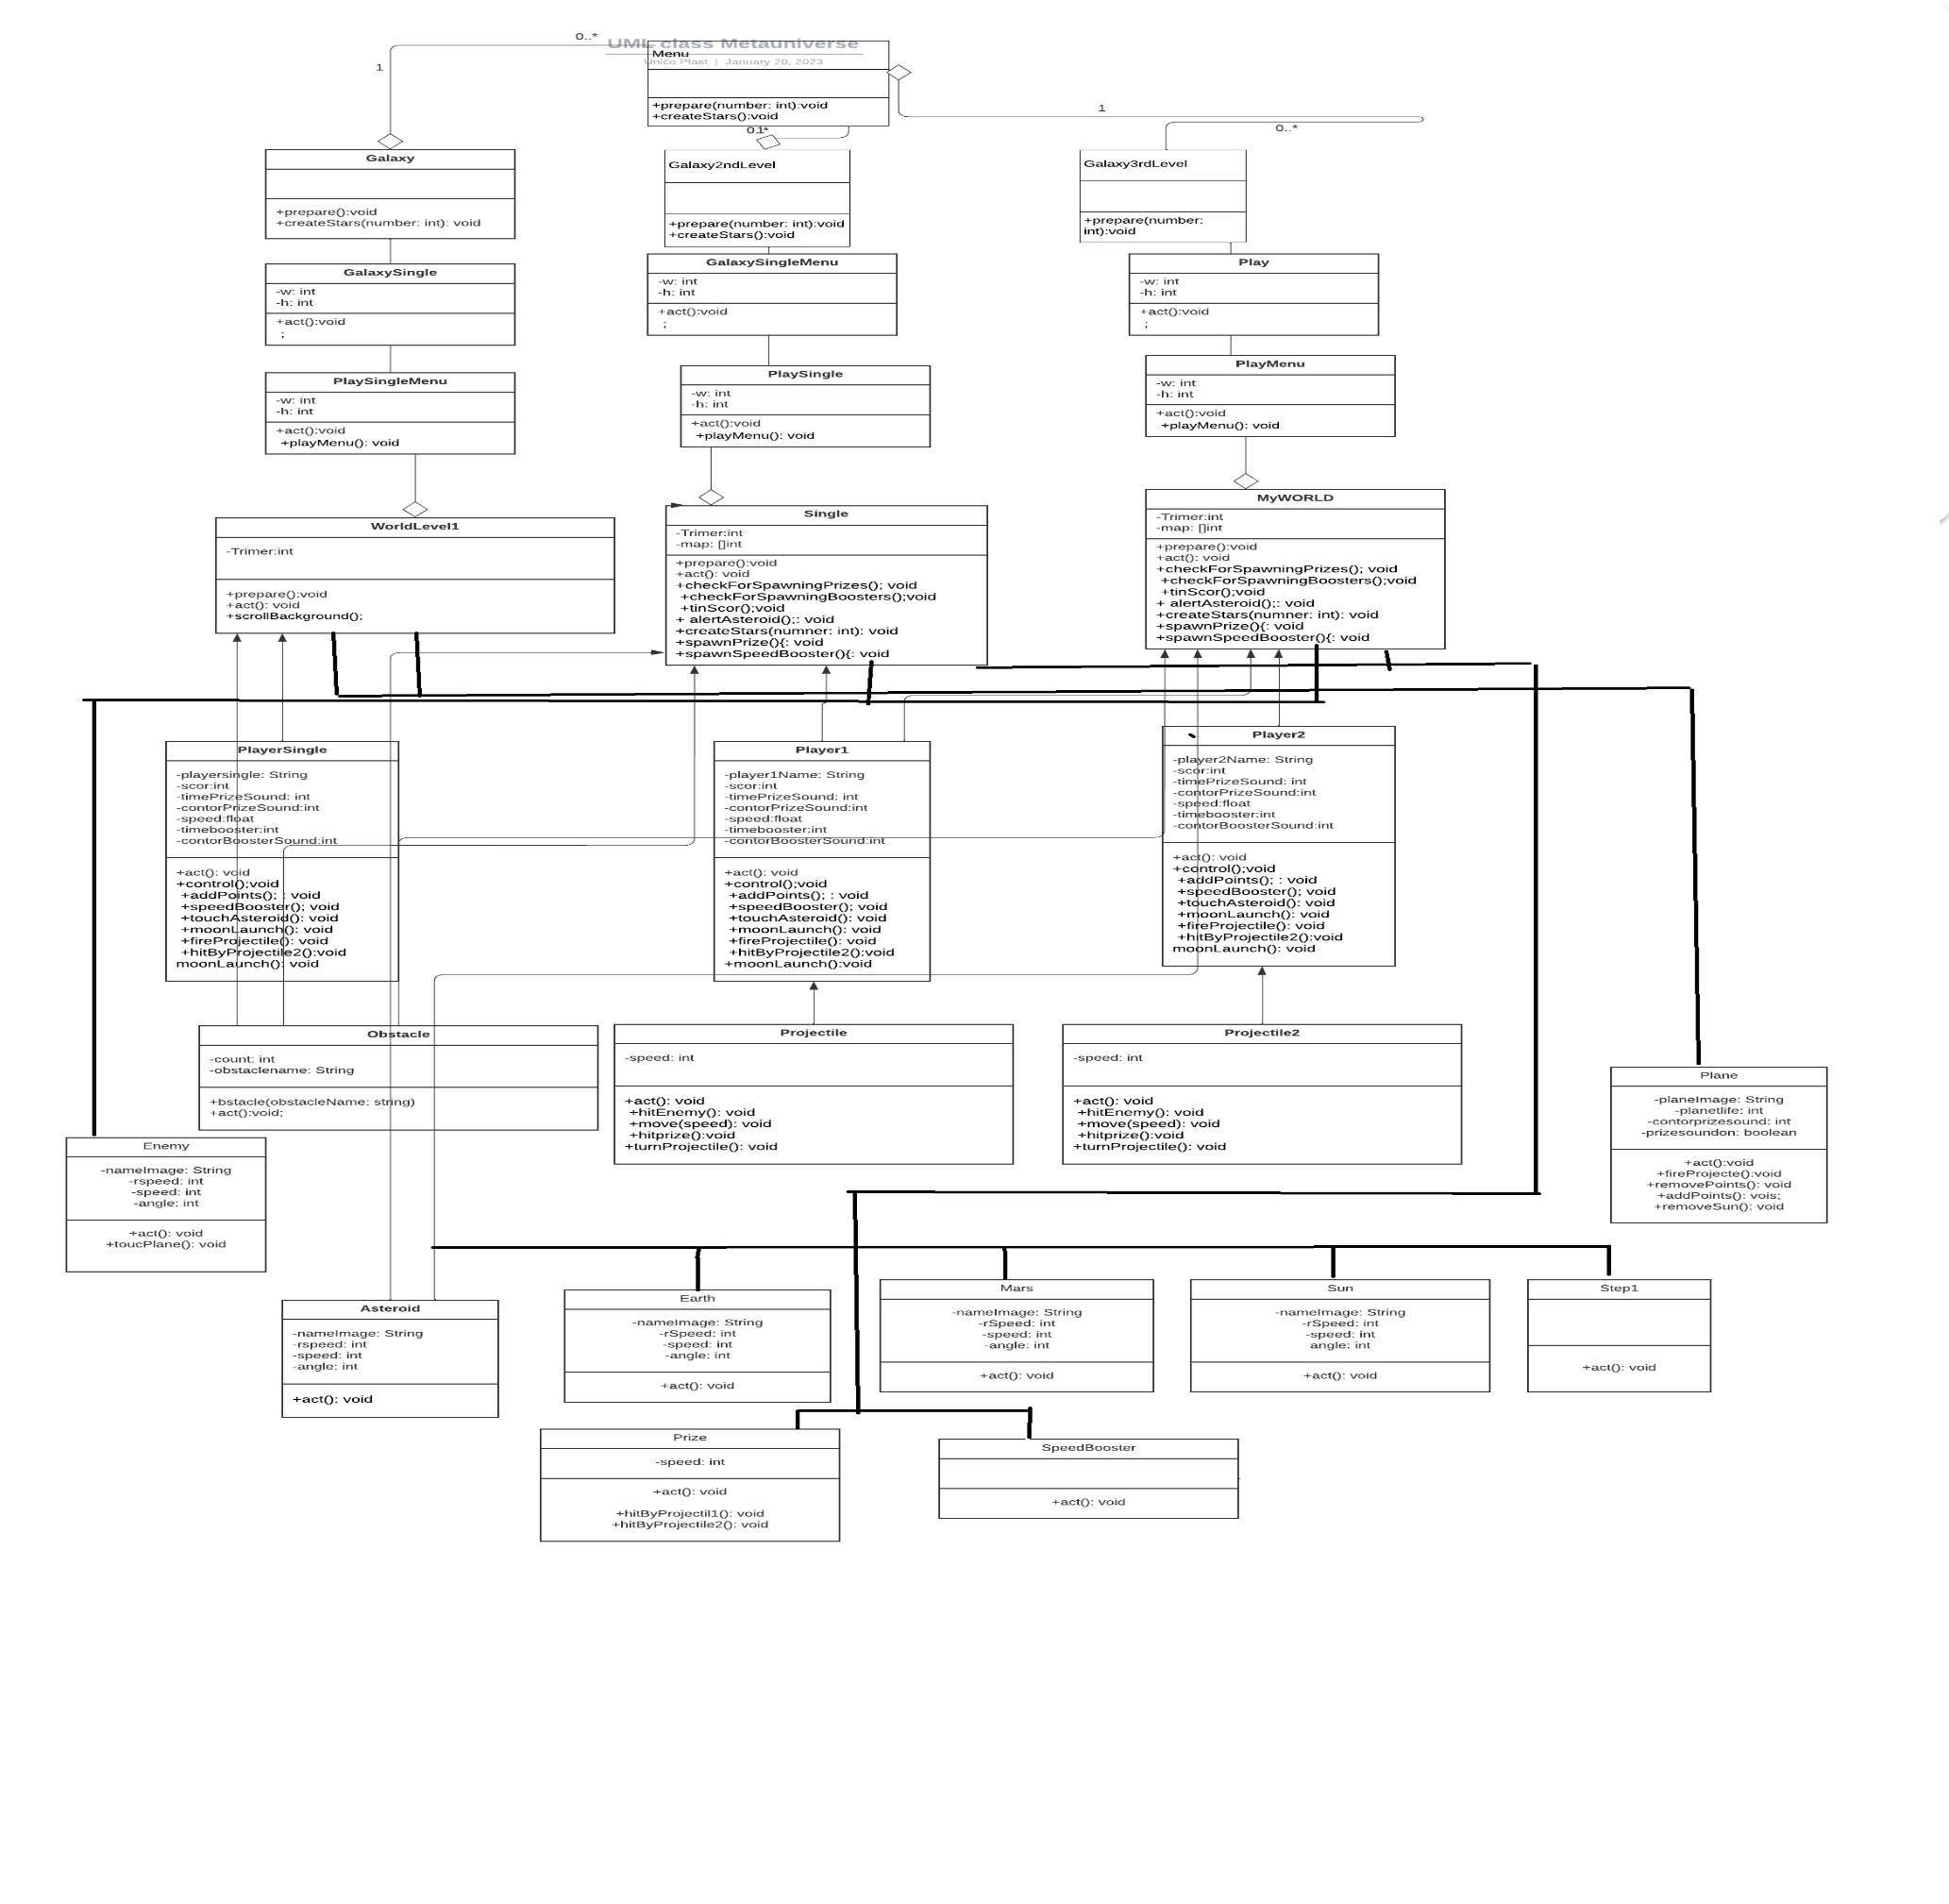 UML class Metauniverse
Unico Plast | January 20, 2023
0..*
1
Menu
+prepare(number: int):void
+createStars():void
1
0..*
Galaxy
+prepare():void
+createStars(number: int): void
Galaxy2ndLevel
+prepare(number: int):void
+createStars():void
Galaxy3rdLevel
+prepare(number:
int):void
GalaxySingle
-w: int
-h: int
+act():void
;
GalaxySingleMenu
-w: int
-h: int
+act():void
;
Play
-w: int
-h: int
+act():void
;
PlaySingleMenu
-w: int
-h: int
+act():void
+playMenu(): void
PlaySingle
-w: int
-h: int
+act():void
+playMenu(): void
PlayMenu
-w: int
-h: int
+act():void
+playMenu(): void
WorldLevel1
-Trimer:int
+prepare():void
+act(): void
+scrollBackground();
Single
-Trimer:int
-map: []int
+prepare():void
+act(): void
+checkForSpawningPrizes(); void
+checkForSpawningBoosters();void
+tinScor();void
+ alertAsteroid();: void
+createStars(numner: int): void
+spawnPrize(){: void
+spawnSpeedBooster(){: void
MyWORLD
-Trimer:int
-map: []int
+prepare():void
+act(): void
+checkForSpawningPrizes(); void
+checkForSpawningBoosters();void
+tinScor();void
+ alertAsteroid();: void
+createStars(numner: int): void
+spawnPrize(){: void
+spawnSpeedBooster(){: void
PlayerSingle
-playersingle: String
-scor:int
-timePrizeSound: int
-contorPrizeSound:int
-speed:float
-timebooster:int
-contorBoosterSound:int
+act(): void
+control();void
+addPoints(); : void
+speedBooster(); void
+touchAsteroid(): void
+moonLaunch(): void
+fireProjectile(): void
+hitByProjectile2():void
moonLaunch(): void
Player1
-player1Name: String
-scor:int
-timePrizeSound: int
-contorPrizeSound:int
-speed:float
-timebooster:int
-contorBoosterSound:int
+act(): void
+control();void
+addPoints(); : void
+speedBooster(); void
+touchAsteroid(): void
+moonLaunch(): void
+fireProjectile(): void
+hitByProjectile2():void
+moonLaunch():void
Player2
-player2Name: String
-scor:int
-timePrizeSound: int
-contorPrizeSound:int
-speed:float
-timebooster:int
-contorBoosterSound:int
+act(): void
+control();void
+addPoints(); : void
+speedBooster(); void
+touchAsteroid(): void
+moonLaunch(): void
+fireProjectile(): void
+hitByProjectile2():void
moonLaunch(): void
Obstacle
-count: int
-obstaclename: String
+bstacle(obstacleName: string)
+act():void;
Projectile
-speed: int
+act(): void
+hitEnemy(): void
+move(speed): void
+hitprize():void
+turnProjectile(): void
Projectile2
-speed: int
+act(): void
+hitEnemy(): void
+move(speed): void
+hitprize():void
+turnProjectile(): void
Plane
-planeImage: String
-planetlife: int
-contorprizesound: int
-prizesoundon: boolean
+act():void
+fireProjecte():void
+removePoints(): void
+addPoints(): vois;
+removeSun(): void
Enemy
-nameImage: String
-rspeed: int
-speed: int
-angle: int
+act(): void
+toucPlane(): void
Asteroid
-nameImage: String
-rspeed: int
-speed: int
-angle: int
+act(): void
Earth
-nameImage: String
-rSpeed: int
-speed: int
-angle: int
+act(): void
Mars
-nameImage: String
-rSpeed: int
-speed: int
-angle: int
+act(): void
Sun
-nameImage: String
-rSpeed: int
-speed: int
angle: int
+act(): void
Step1
+act(): void
Prize
-speed: int
+act(): void
+hitByProjectil1(): void
+hitByProjectile2(): void
SpeedBooster
+act(): void